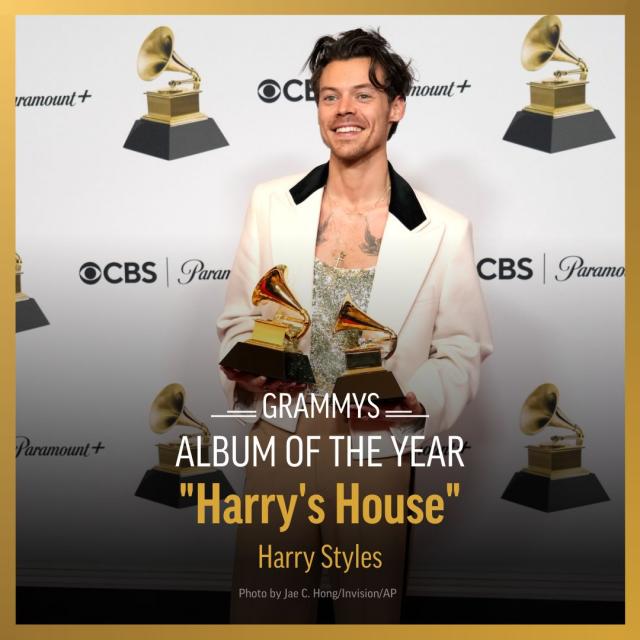 Paramount+
CBS
Paramount+
CBS | Paramount+
CBS | Paramount+
Paramount+
GRAMMYS
ALBUM OF THE YEAR
"Harry's House"
Harry Styles
Photo by Jae C. Hong/Invision/AP